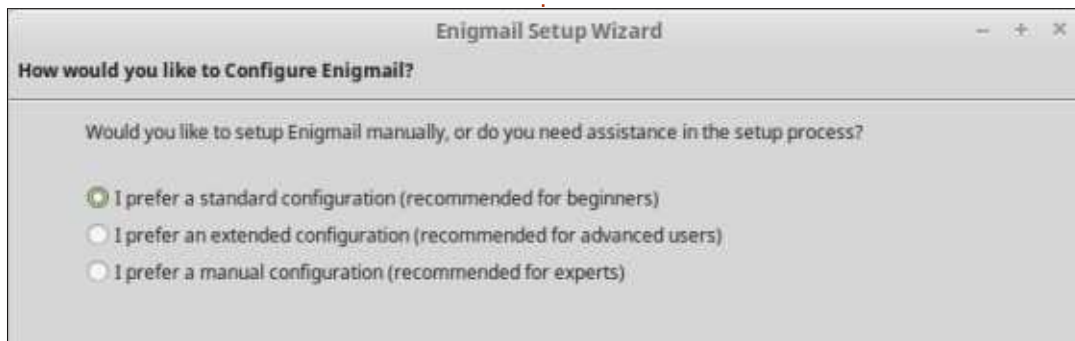 Enigmail Setup Wizard
How would you like to Configure Enigmail?
Would you like to setup Enigmail manually, or do you need assistance in the setup process?
I prefer a standard configuration (recommended for beginners)
I prefer an extended configuration (recommended for advanced users)
I prefer a manual configuration (recommended for experts)